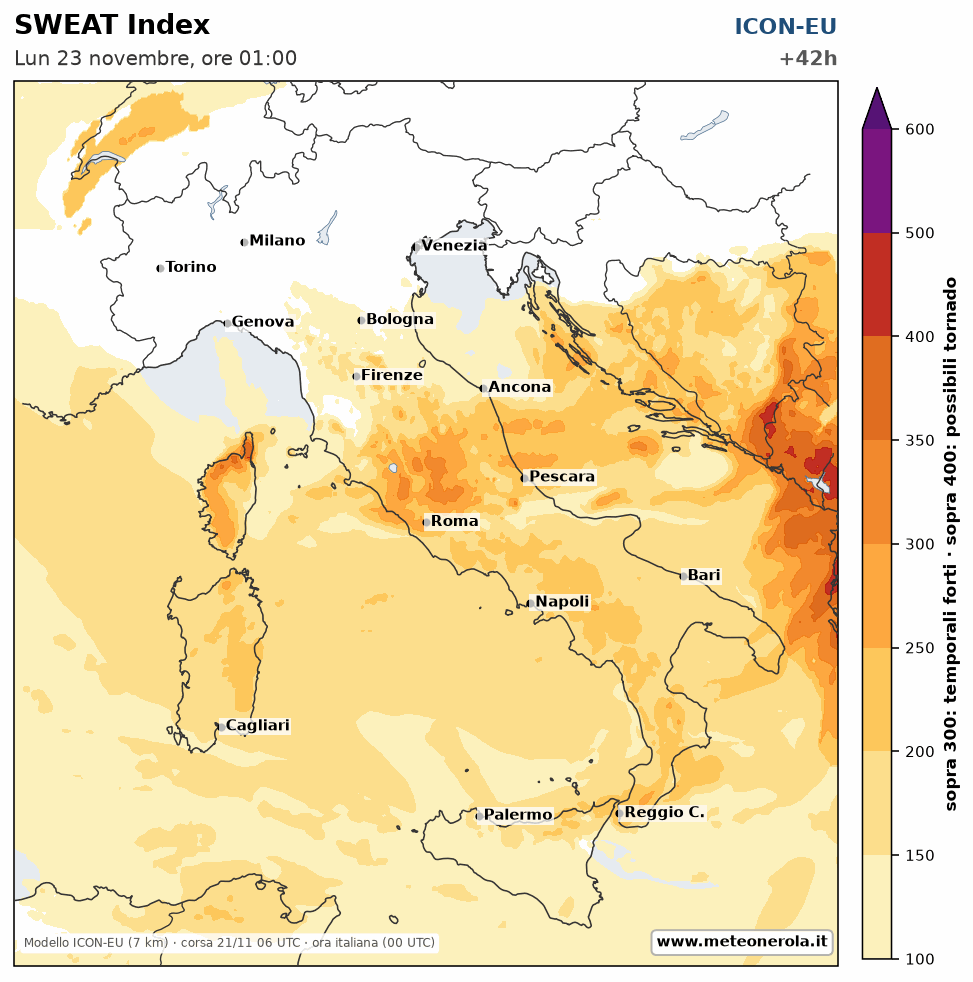 SWEAT Index
ICON-EU
Lun 23 novembre, ore 01:00
+42h
600
500
400
350
300
250
200
150
100
sopra 300: temporali forti · sopra 400: possibili tornado
Milano
Venezia
Torino
Genova
Bologna
Firenze
Ancona
Pescara
Roma
Bari
Napoli
Cagliari
Palermo
Reggio C.
Modello ICON-EU (7 km) · corsa 21/11 06 UTC · ora italiana (00 UTC)
www.meteonerola.it